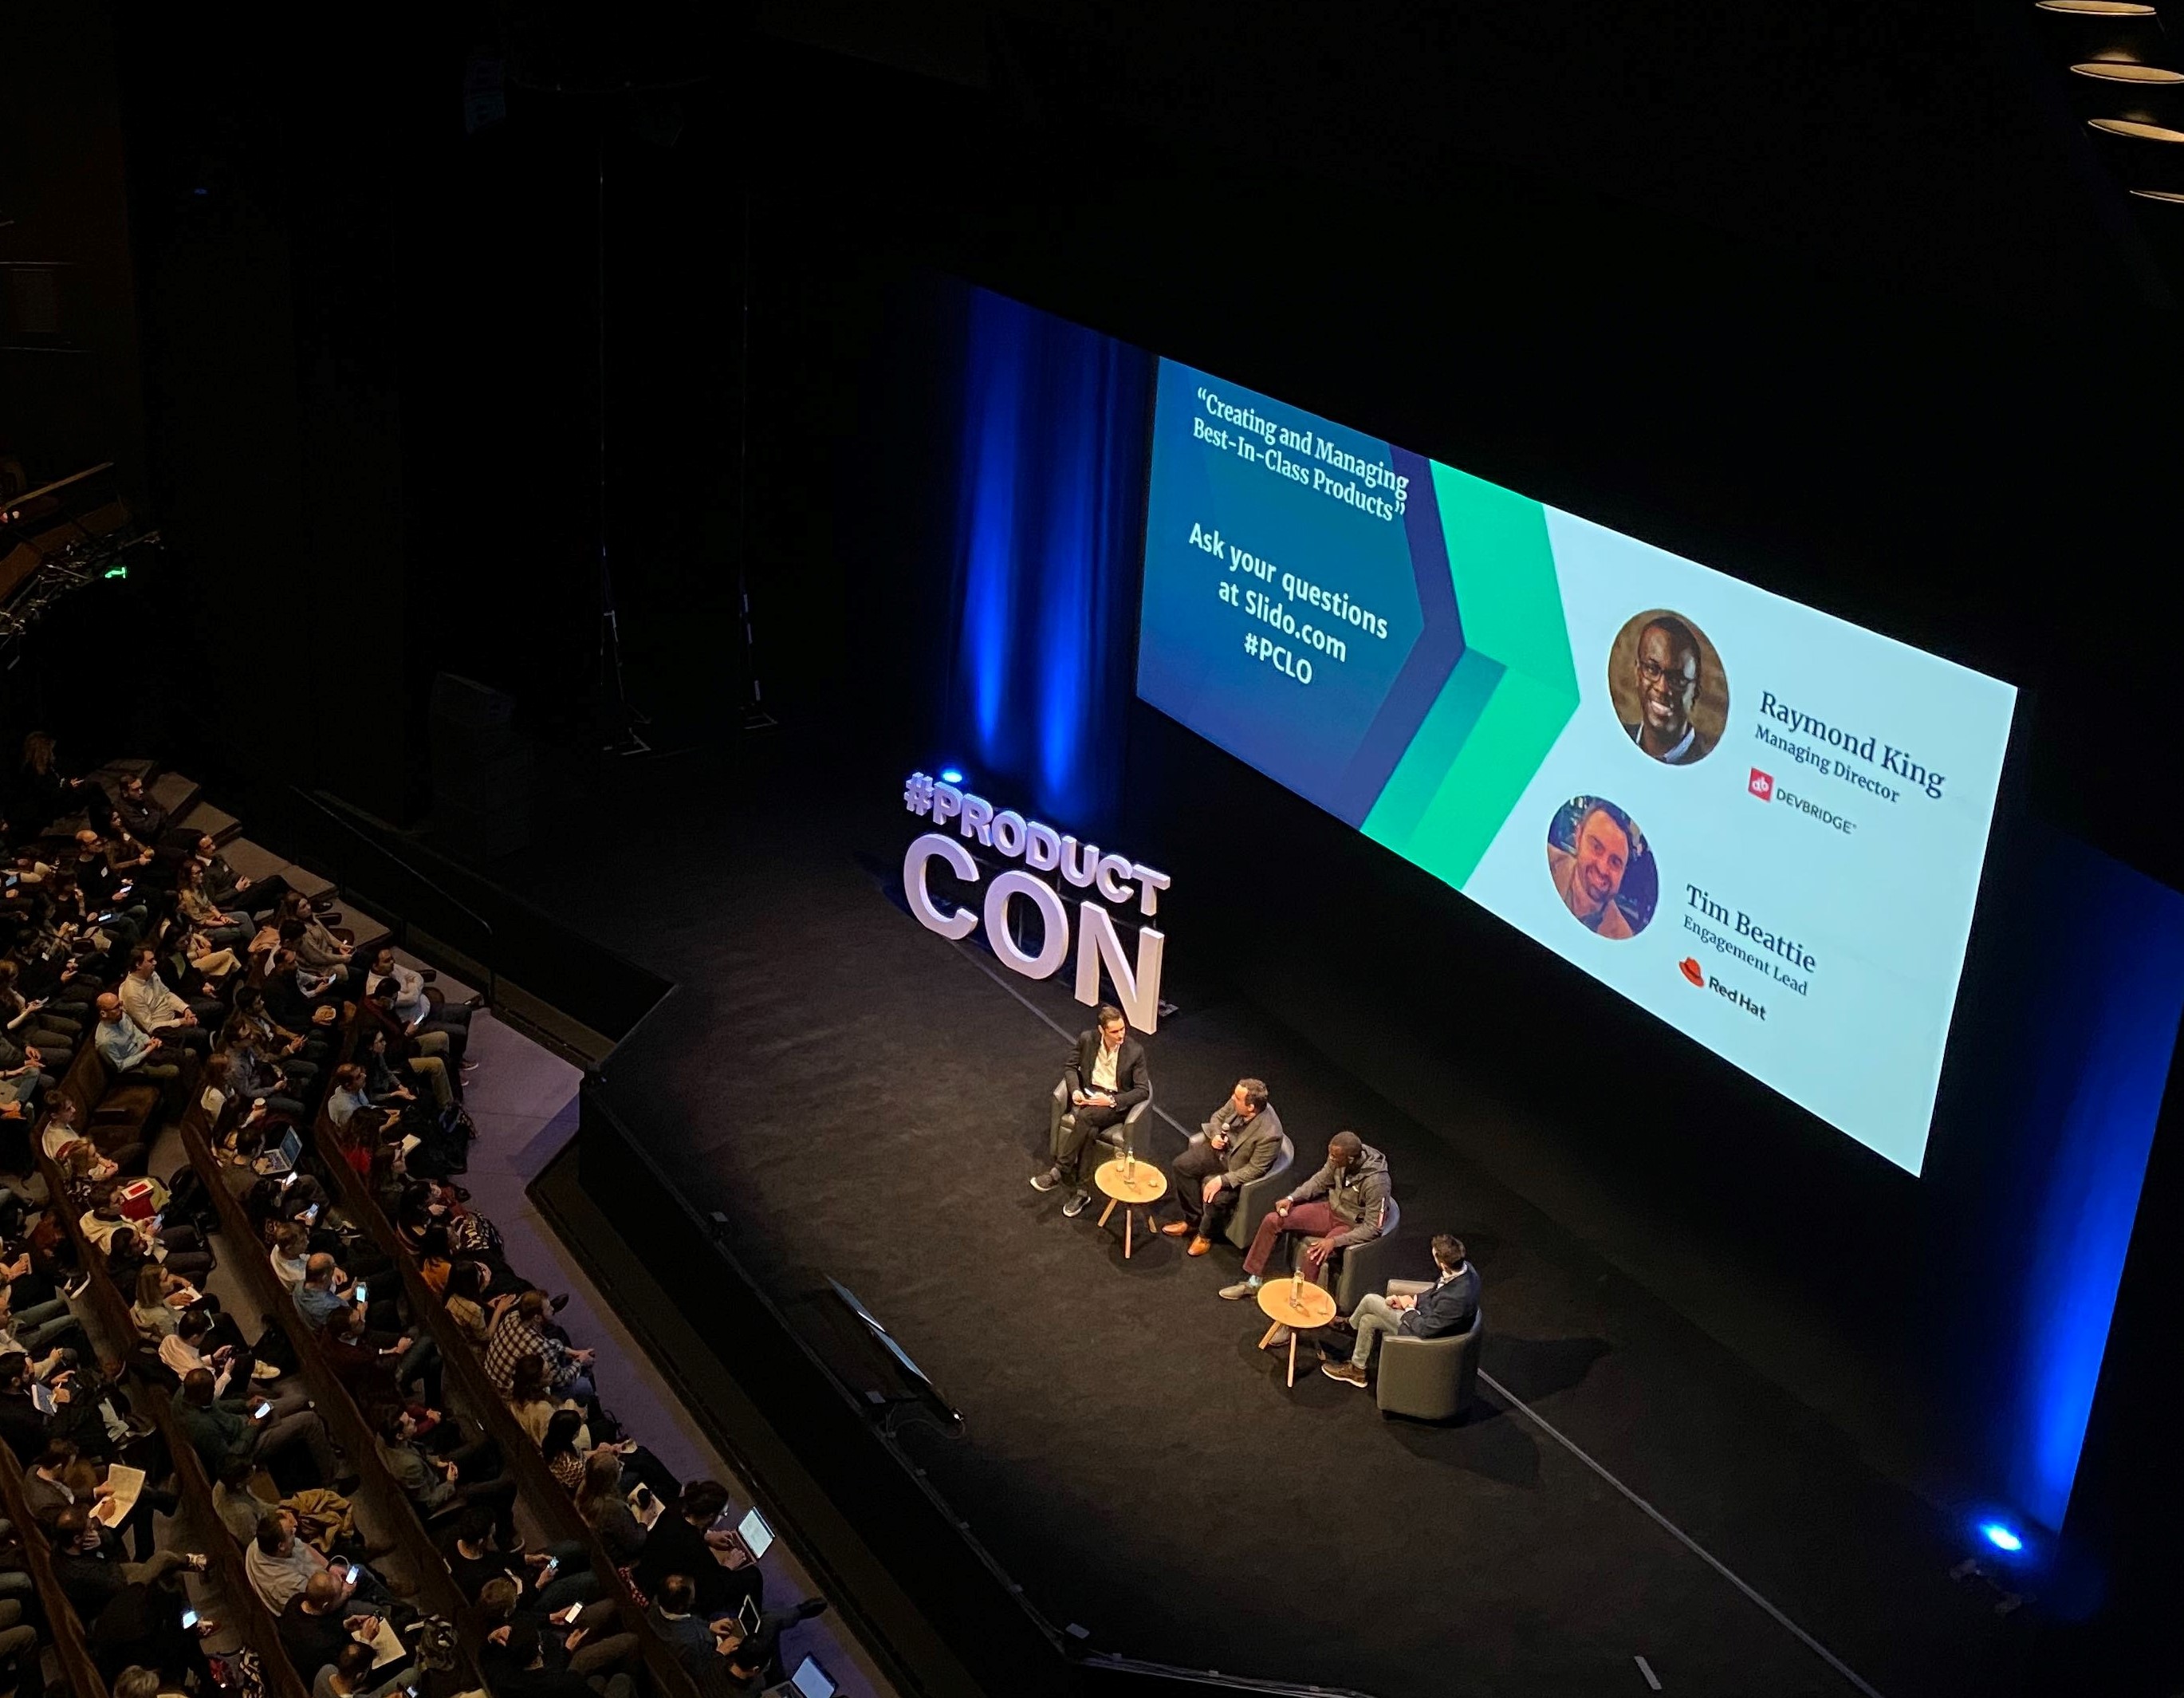 “Creating and Managing
Best-In-Class Products”
Ask your questions
at Slido.com
#PCLO
Raymond King
Managing Director
db DEVBRIDGE
Tim Beattie
Engagement Lead
Red Hat
#PRODUCT
CON